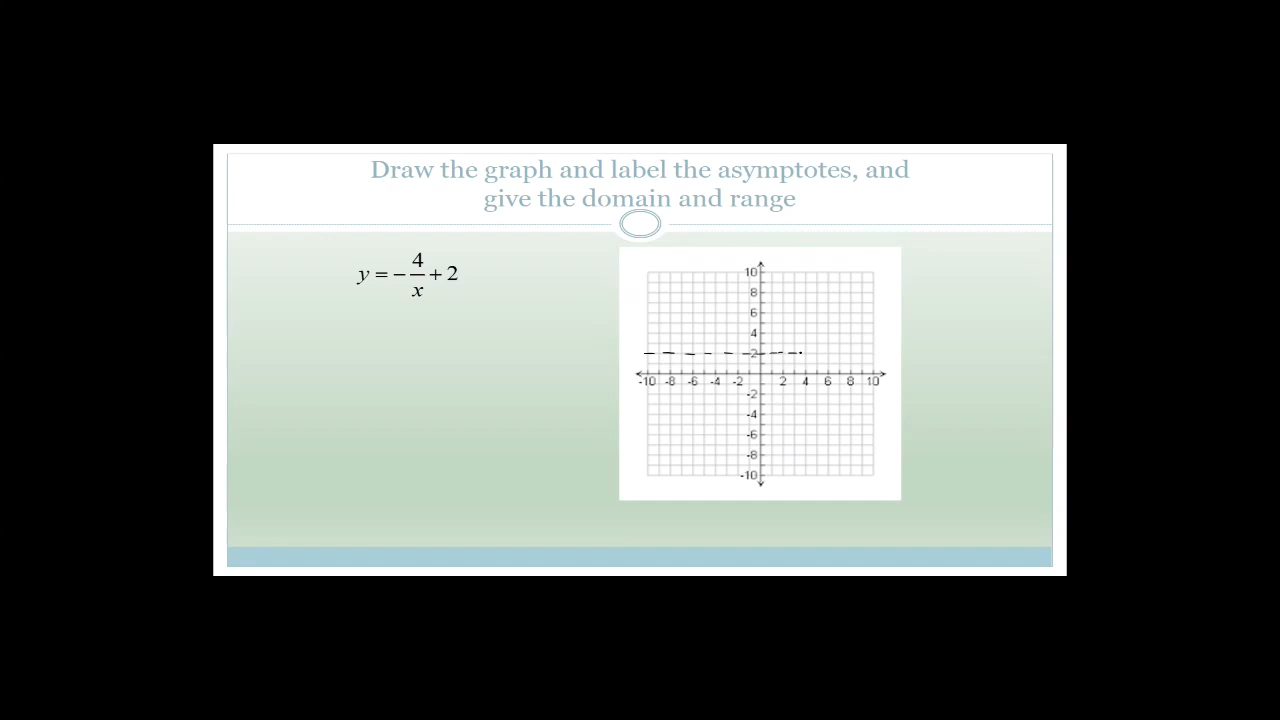 Draw the graph and label the asymptotes, and
give the domain and range
y = -4/x + 2
10
8
6
4
2
-10 -8 -6 -4 -2 2 4 6 8 10
-2
-4
-6
-8
-10